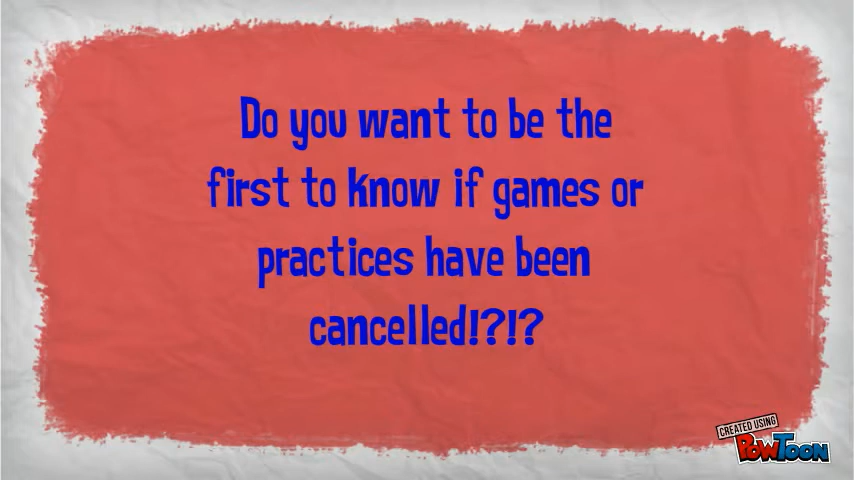 Do you want to be the
first to know if games or
practices have been
cancelled!?!?
CREATED USING
POWTOON